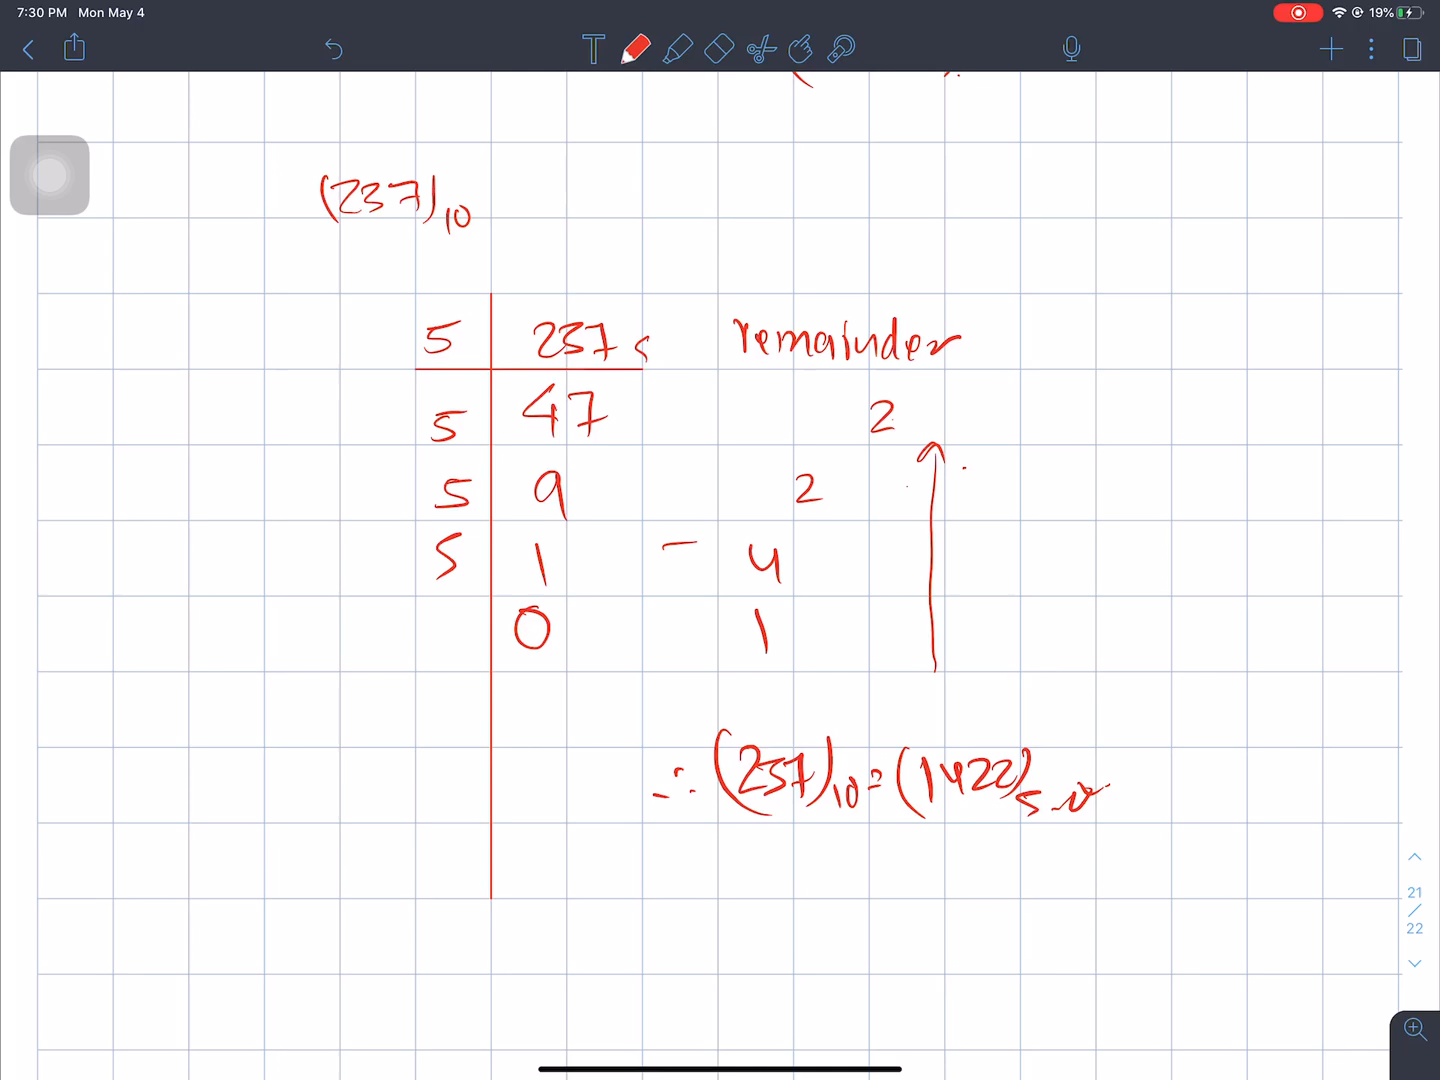 7:30 PM Mon May 4
19%
(237)10
5 237 5 remainder
5 47 2
5 9 2
5 1 – 4
0 1
∴ (237)10 = (1422)5
21
/
22